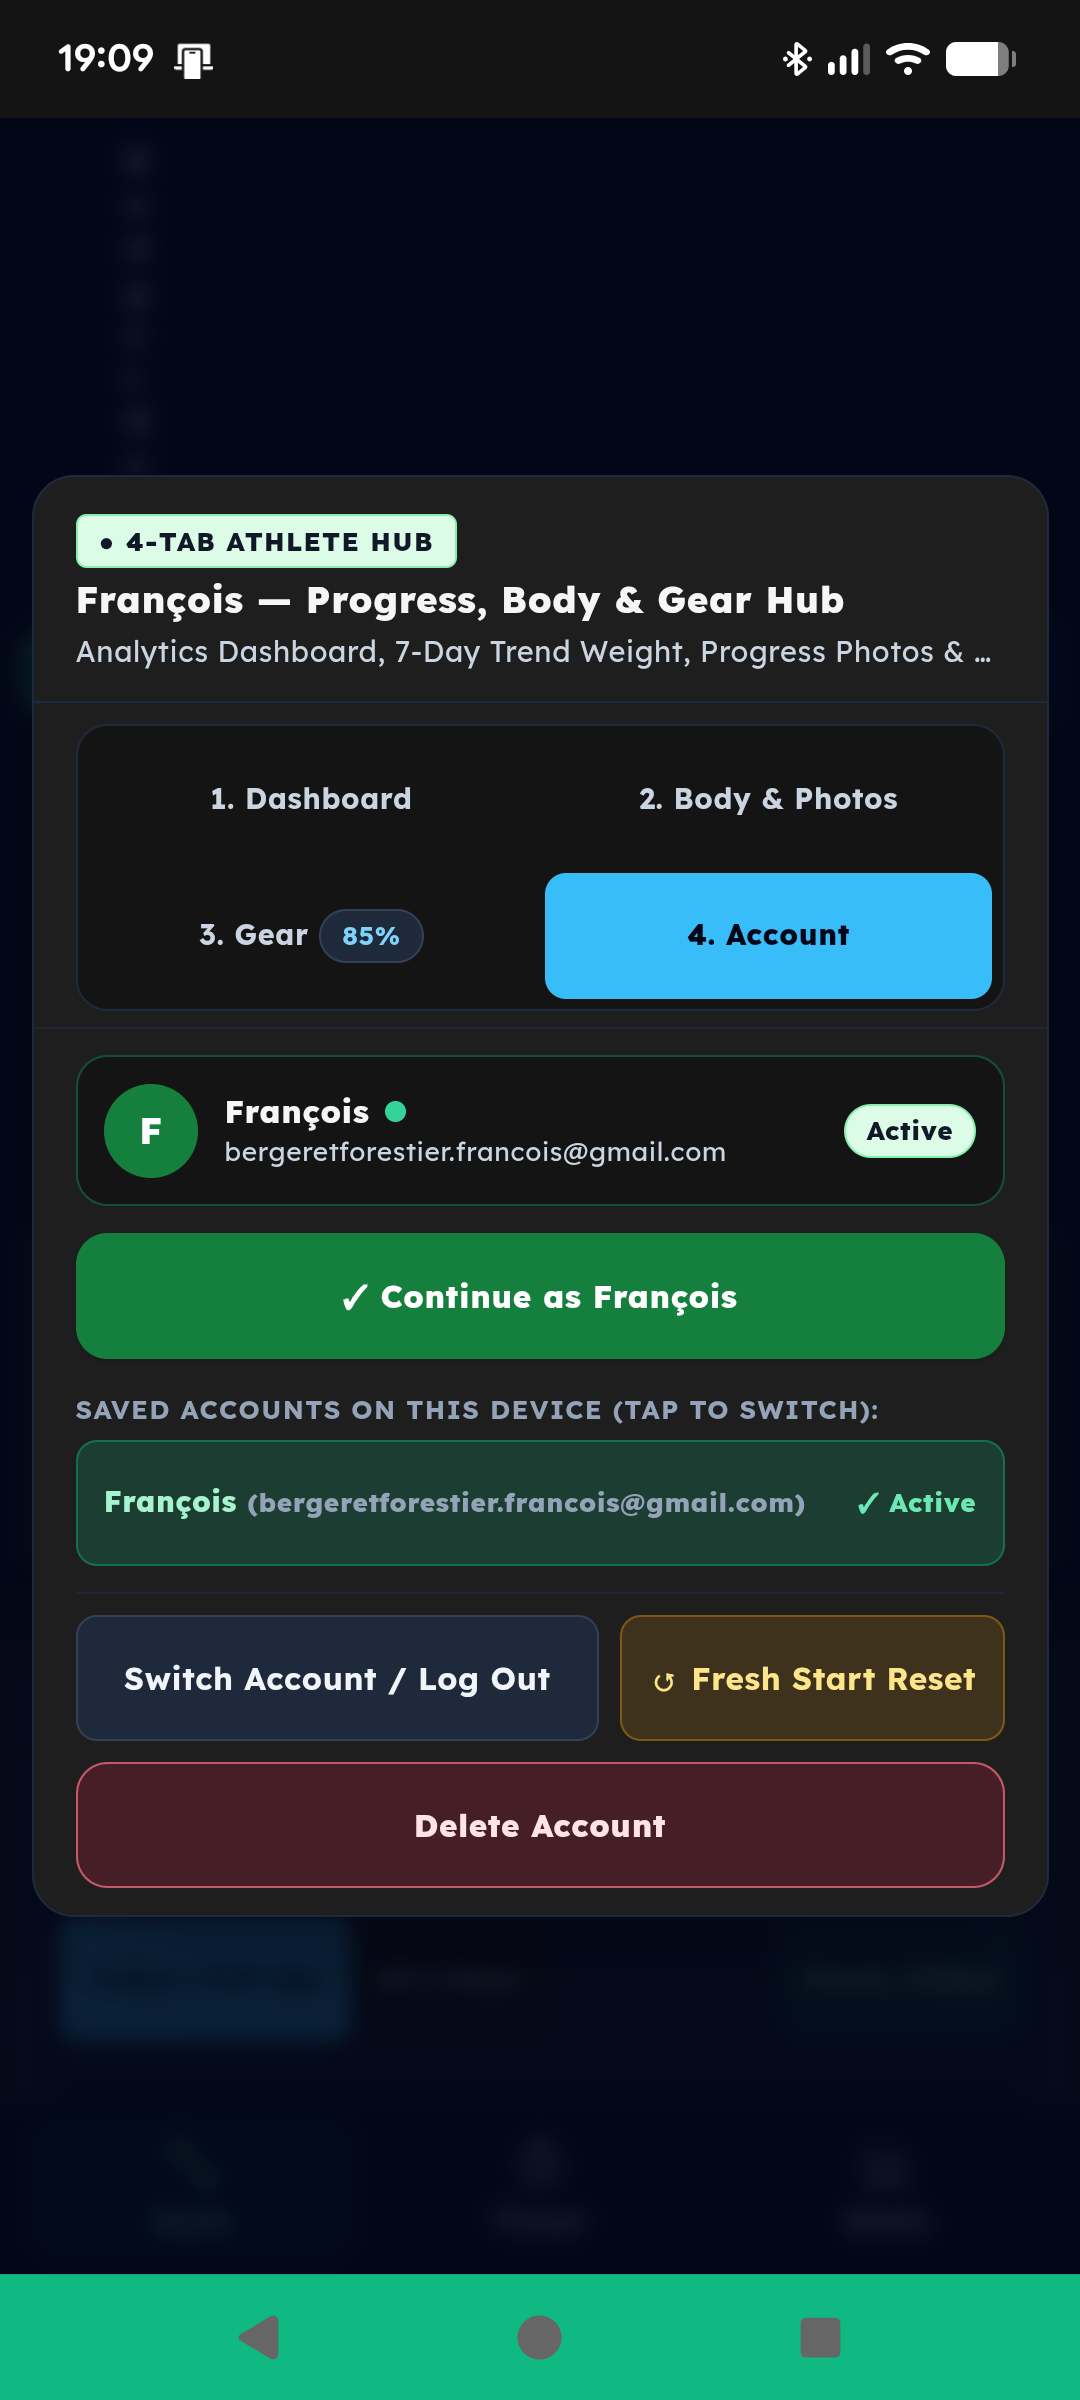 19:09
• 4-TAB ATHLETE HUB
François — Progress, Body & Gear Hub
Analytics Dashboard, 7-Day Trend Weight, Progress Photos & ...
1. Dashboard
2. Body & Photos
3. Gear 85%
4. Account
F
François
bergeretforestier.francois@gmail.com
Active
✓ Continue as François
SAVED ACCOUNTS ON THIS DEVICE (TAP TO SWITCH):
François (bergeretforestier.francois@gmail.com) ✓ Active
Switch Account / Log Out
↺ Fresh Start Reset
Delete Account